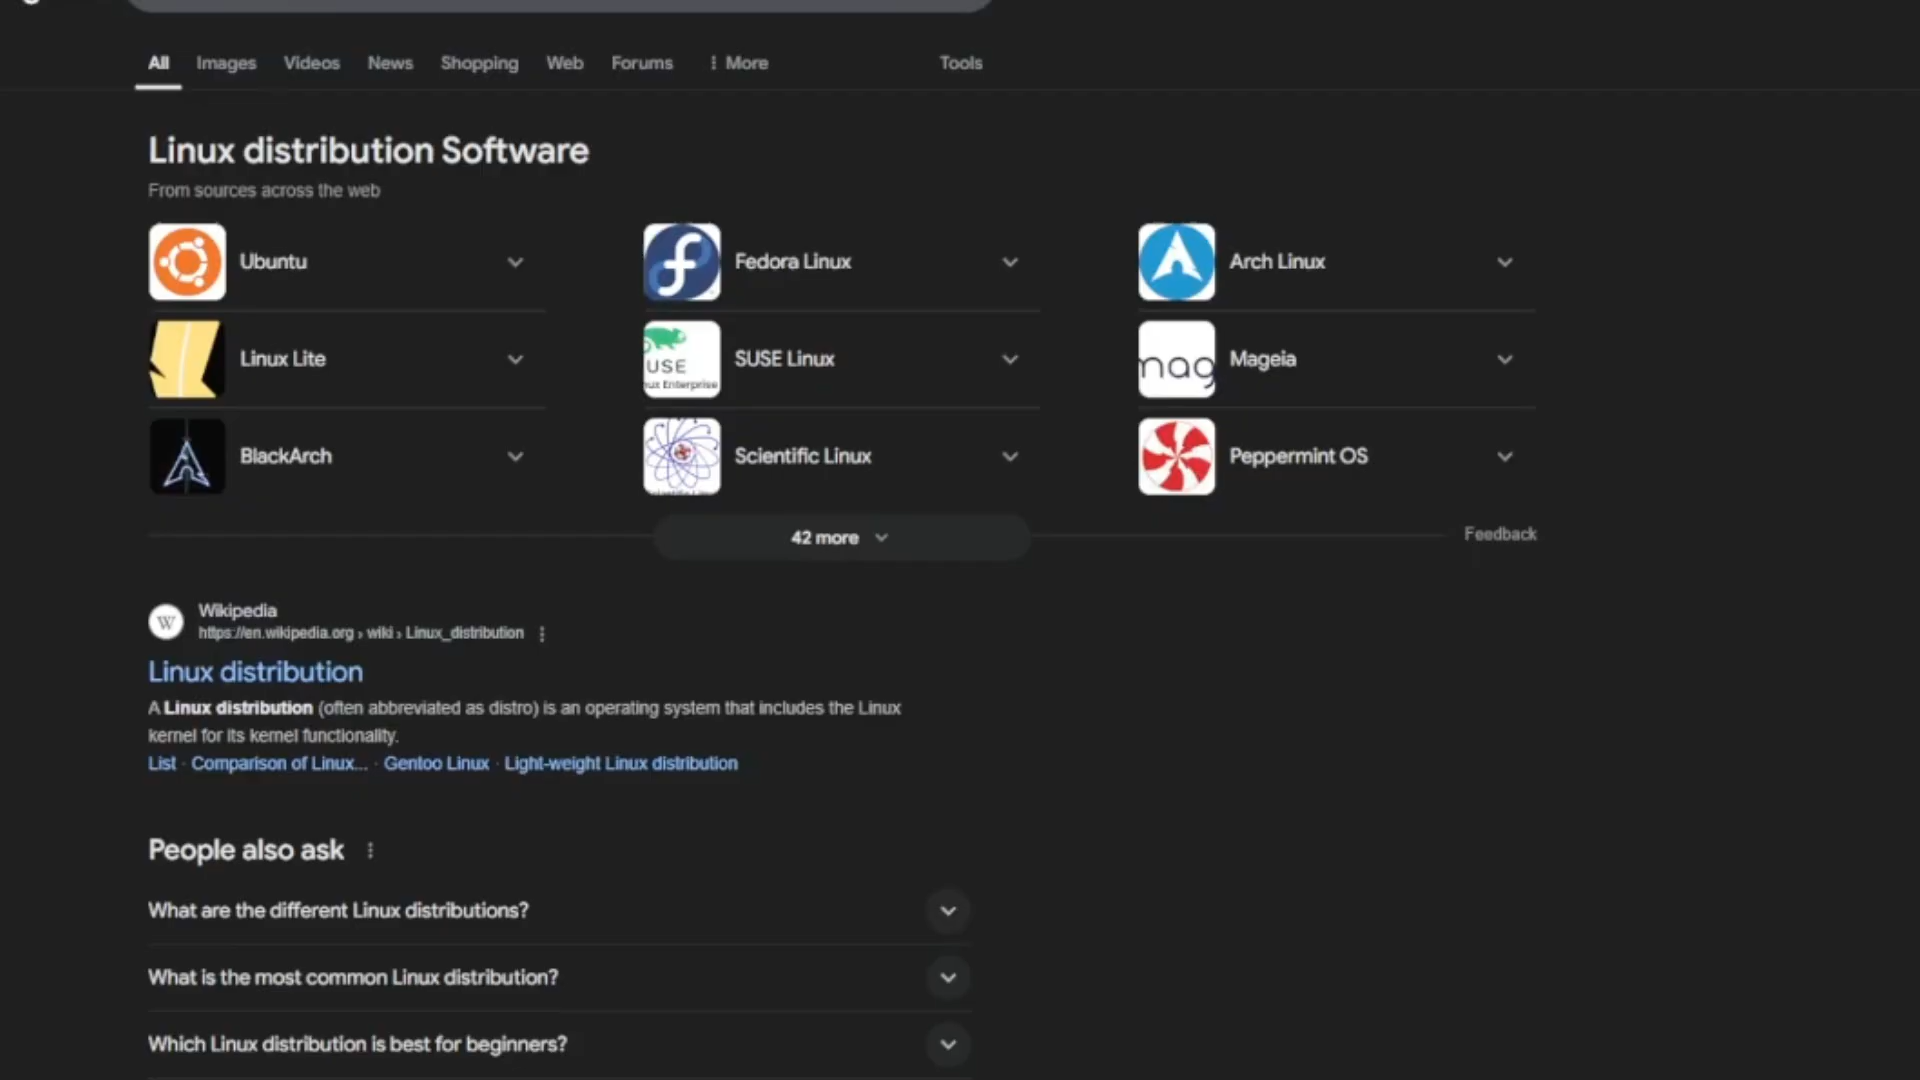 All Images Videos News Shopping Web Forums More Tools
Linux distribution Software
From sources across the web
Ubuntu Fedora Linux Arch Linux
Linux Lite SUSE Linux Mageia
USE
Enterprise
mag
BlackArch Scientific Linux Peppermint OS
42 more
Feedback
W
Wikipedia
https://en.wikipedia.org › wiki › Linux_distribution
Linux distribution
A Linux distribution (often abbreviated as distro) is an operating system that includes the Linux
kernel for its kernel functionality.
List · Comparison of Linux... · Gentoo Linux · Light-weight Linux distribution
People also ask
What are the different Linux distributions?
What is the most common Linux distribution?
Which Linux distribution is best for beginners?